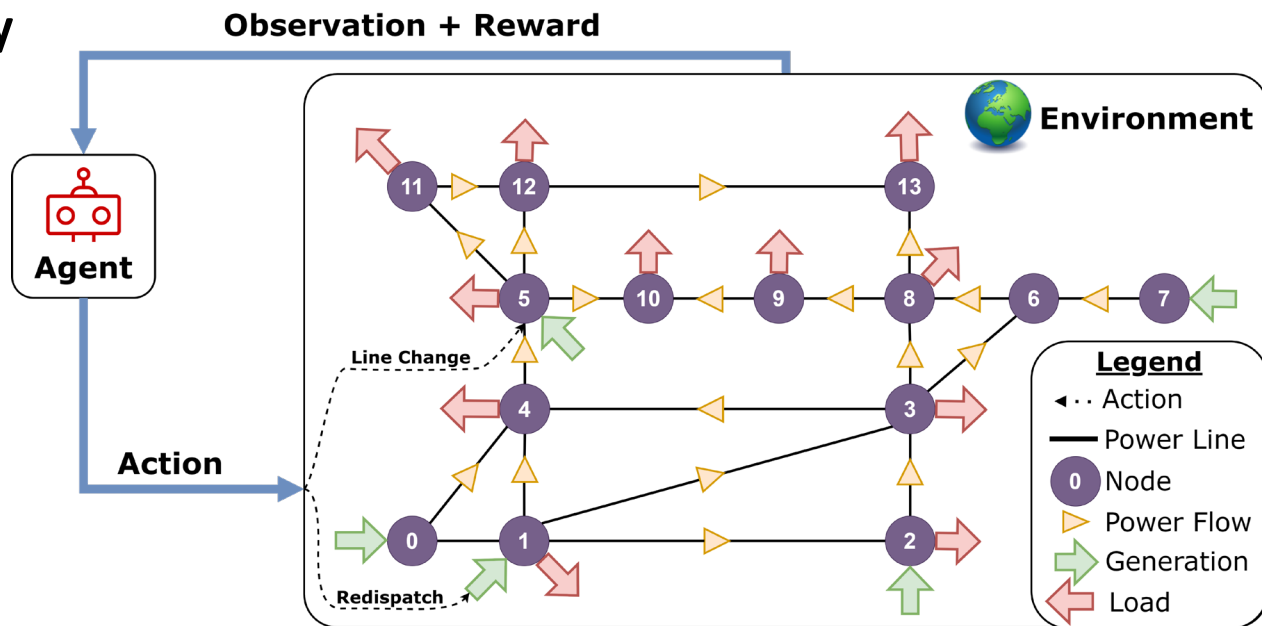 y
Observation + Reward
Environment
Agent
Action
11 12 13
5 10 9 8 6 7
Line Change
4 3
0 1 2
Redispatch
Legend
Action
Power Line
0 Node
Power Flow
Generation
Load